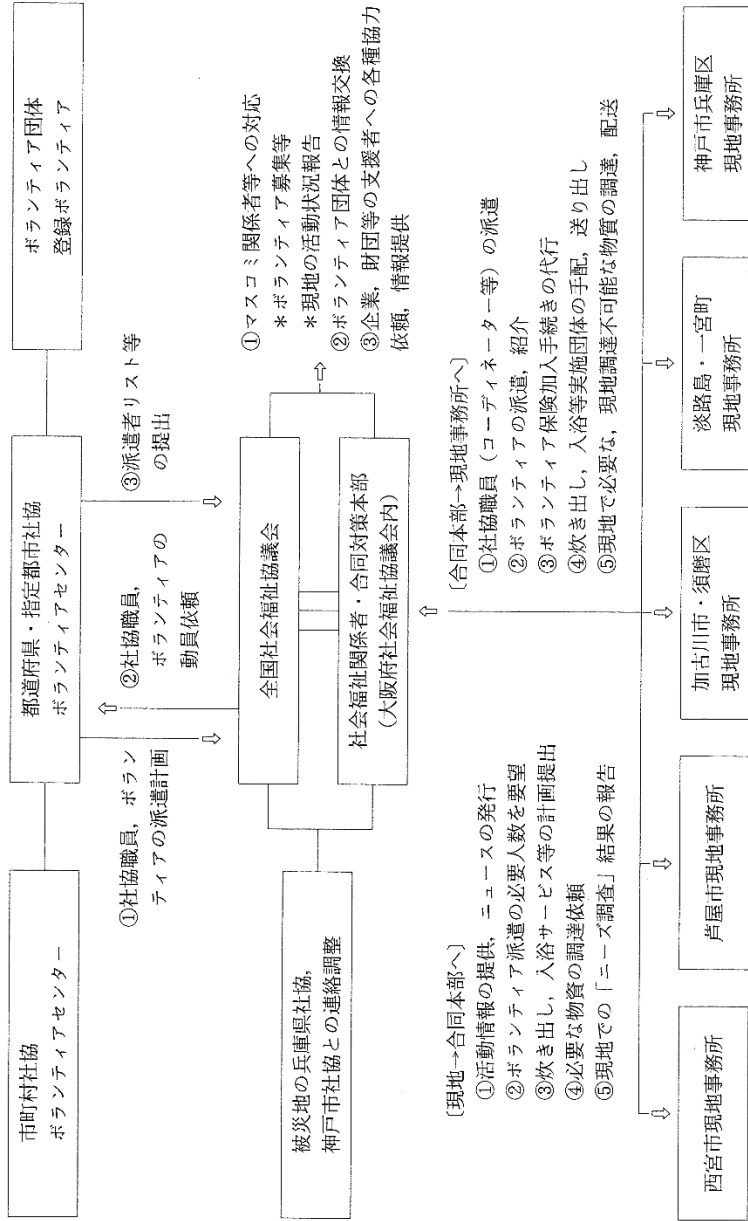 市町村社協
ボランティアセンター
都道府県・指定都市社協
ボランティアセンター
ボランティア団体
登録ボランティア
①社協職員，ボラン
ティアの派遣計画
②社協職員，
ボランティアの
動員依頼
③派遣者リスト等
の提出
被災地の兵庫県社協，
神戸市社協との連絡調整
全国社会福祉協議会
社会福祉関係者・合同対策本部
（大阪府社会福祉協議会内）
①マスコミ関係者等への対応
＊ボランティア募集等
＊現地の活動状況報告
②ボランティア団体との情報交換
③企業，財団等の支援者への各種協力
依頼，情報提供
〔現地→合同本部へ〕
①活動情報の提供，ニュースの発行
②ボランティア派遣の必要人数を要望
③炊き出し，入浴サービス等の計画提出
④必要な物資の調達依頼
⑤現地での「ニーズ調査」結果の報告
〔合同本部→現地事務所へ〕
①社協職員（コーディネーター等）の派遣
②ボランティアの派遣，紹介
③ボランティア保険加入手続きの代行
④炊き出し，入浴等実施団体の手配，送り出し
⑤現地で必要な，現地調達不可能な物質の調達，配送
西宮市現地事務所
芦屋市現地事務所
加古川市・須磨区
現地事務所
淡路島・一宮町
現地事務所
神戸市兵庫区
現地事務所